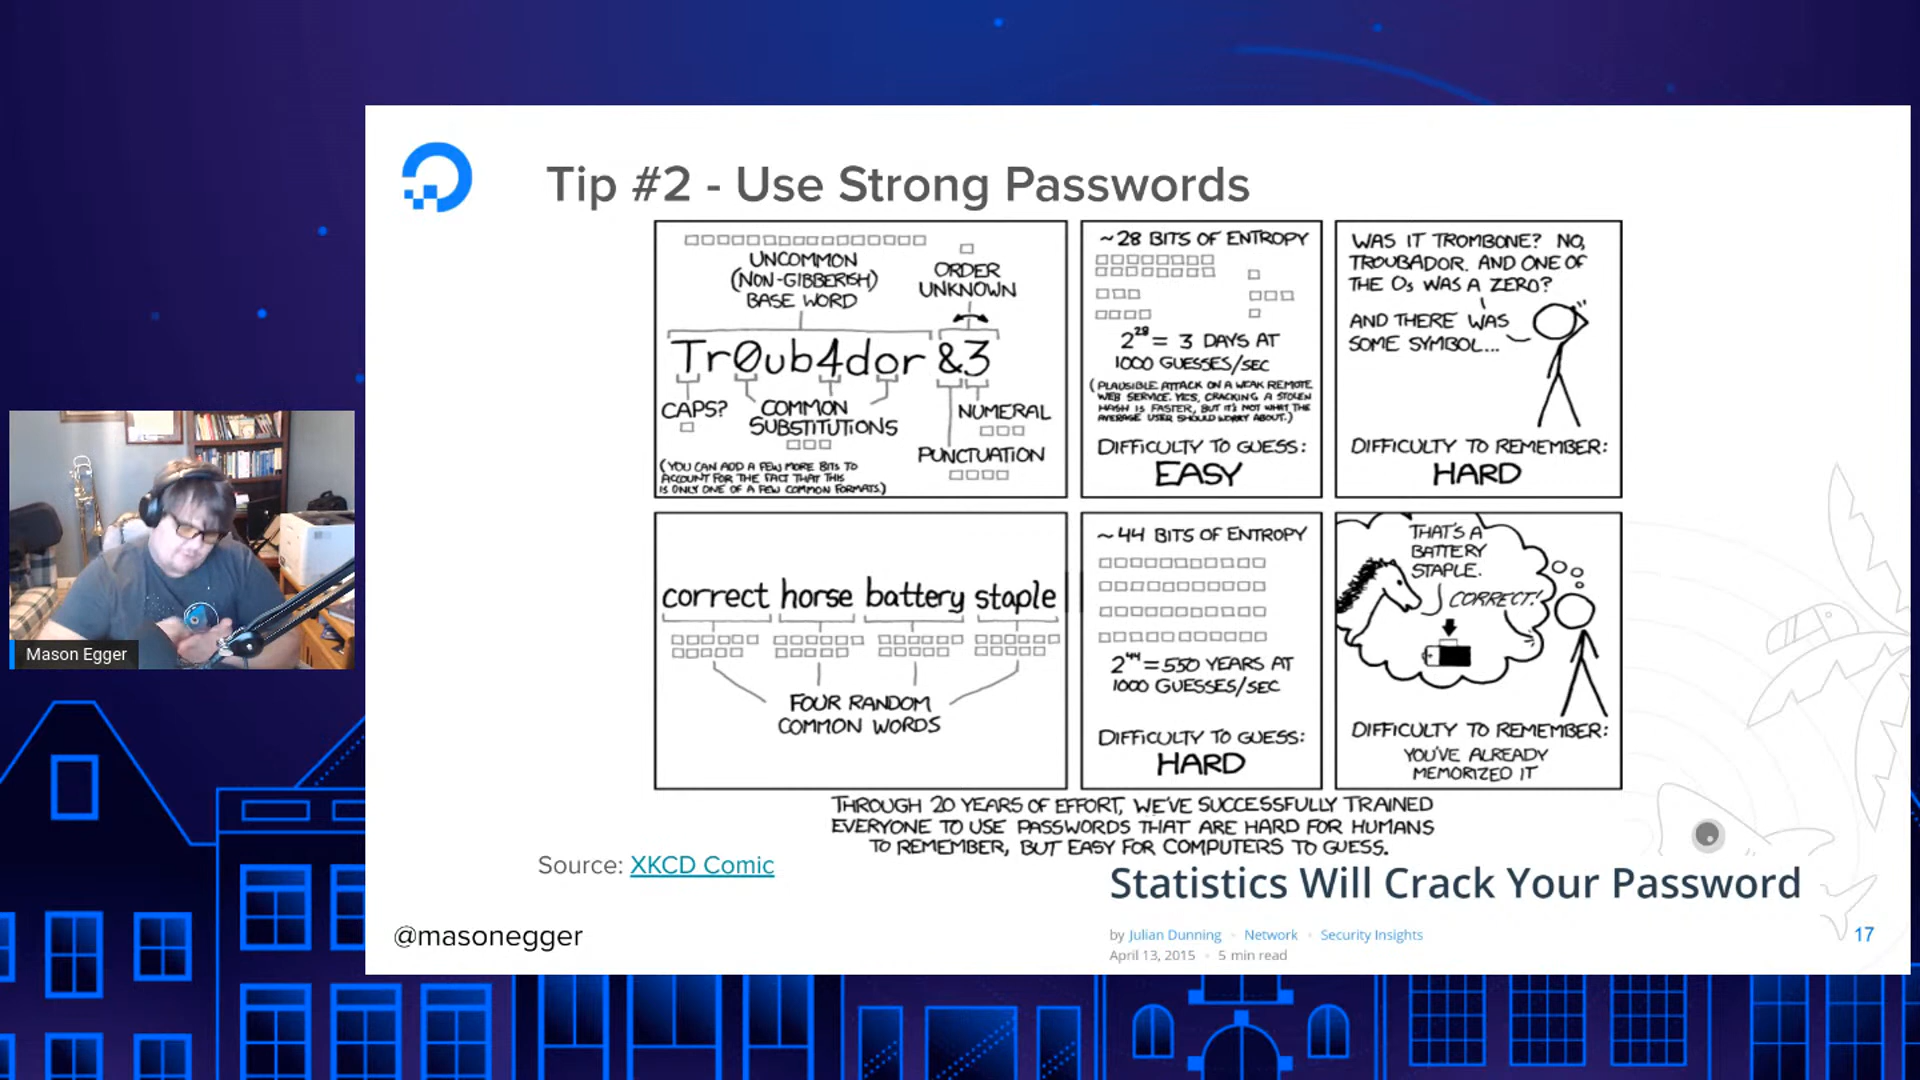 Tip #2 - Use Strong Passwords
UNCOMMON
(NON-GIBBERISH)
BASE WORD
ORDER
UNKNOWN
Tr0ub4dor &3
CAPS?
COMMON
SUBSTITUTIONS
NUMERAL
PUNCTUATION
(YOU CAN ADD A FEW MORE BITS TO
ACCOUNT FOR THE FACT THAT THIS
IS ONLY ONE OF A FEW COMMON FORMATS.)
~28 BITS OF ENTROPY
2²⁸ = 3 DAYS AT
1000 GUESSES/SEC
(PLAUSIBLE ATTACK ON A WEAK REMOTE
WEB SERVICE. YES, CRACKING A STOLEN
HASH IS FASTER, BUT IT'S NOT WHAT THE
AVERAGE USER SHOULD WORRY ABOUT.)
DIFFICULTY TO GUESS:
EASY
WAS IT TROMBONE? NO,
TROUBADOR. AND ONE OF
THE Os WAS A ZERO?
AND THERE WAS
SOME SYMBOL...
DIFFICULTY TO REMEMBER:
HARD
correct horse battery staple
FOUR RANDOM
COMMON WORDS
~44 BITS OF ENTROPY
2⁴⁴ = 550 YEARS AT
1000 GUESSES/SEC
DIFFICULTY TO GUESS:
HARD
THAT'S A
BATTERY
STAPLE.
CORRECT!
DIFFICULTY TO REMEMBER:
YOU'VE ALREADY
MEMORIZED IT
THROUGH 20 YEARS OF EFFORT, WE'VE SUCCESSFULLY TRAINED
EVERYONE TO USE PASSWORDS THAT ARE HARD FOR HUMANS
TO REMEMBER, BUT EASY FOR COMPUTERS TO GUESS.
Source: XKCD Comic
Statistics Will Crack Your Password
by Julian Dunning • Network • Security Insights
April 13, 2015 • 5 min read
@masonegger
17
Mason Egger